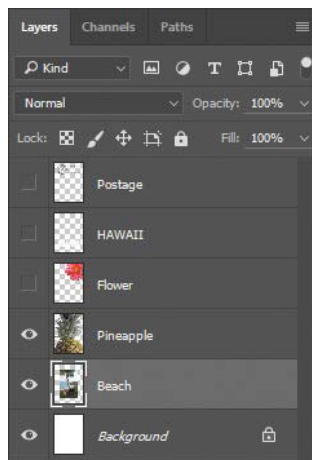 Layers Channels Paths
Kind
Normal Opacity: 100%
Lock: Fill: 100%
Postage
HAWAII
Flower
Pineapple
Beach
Background